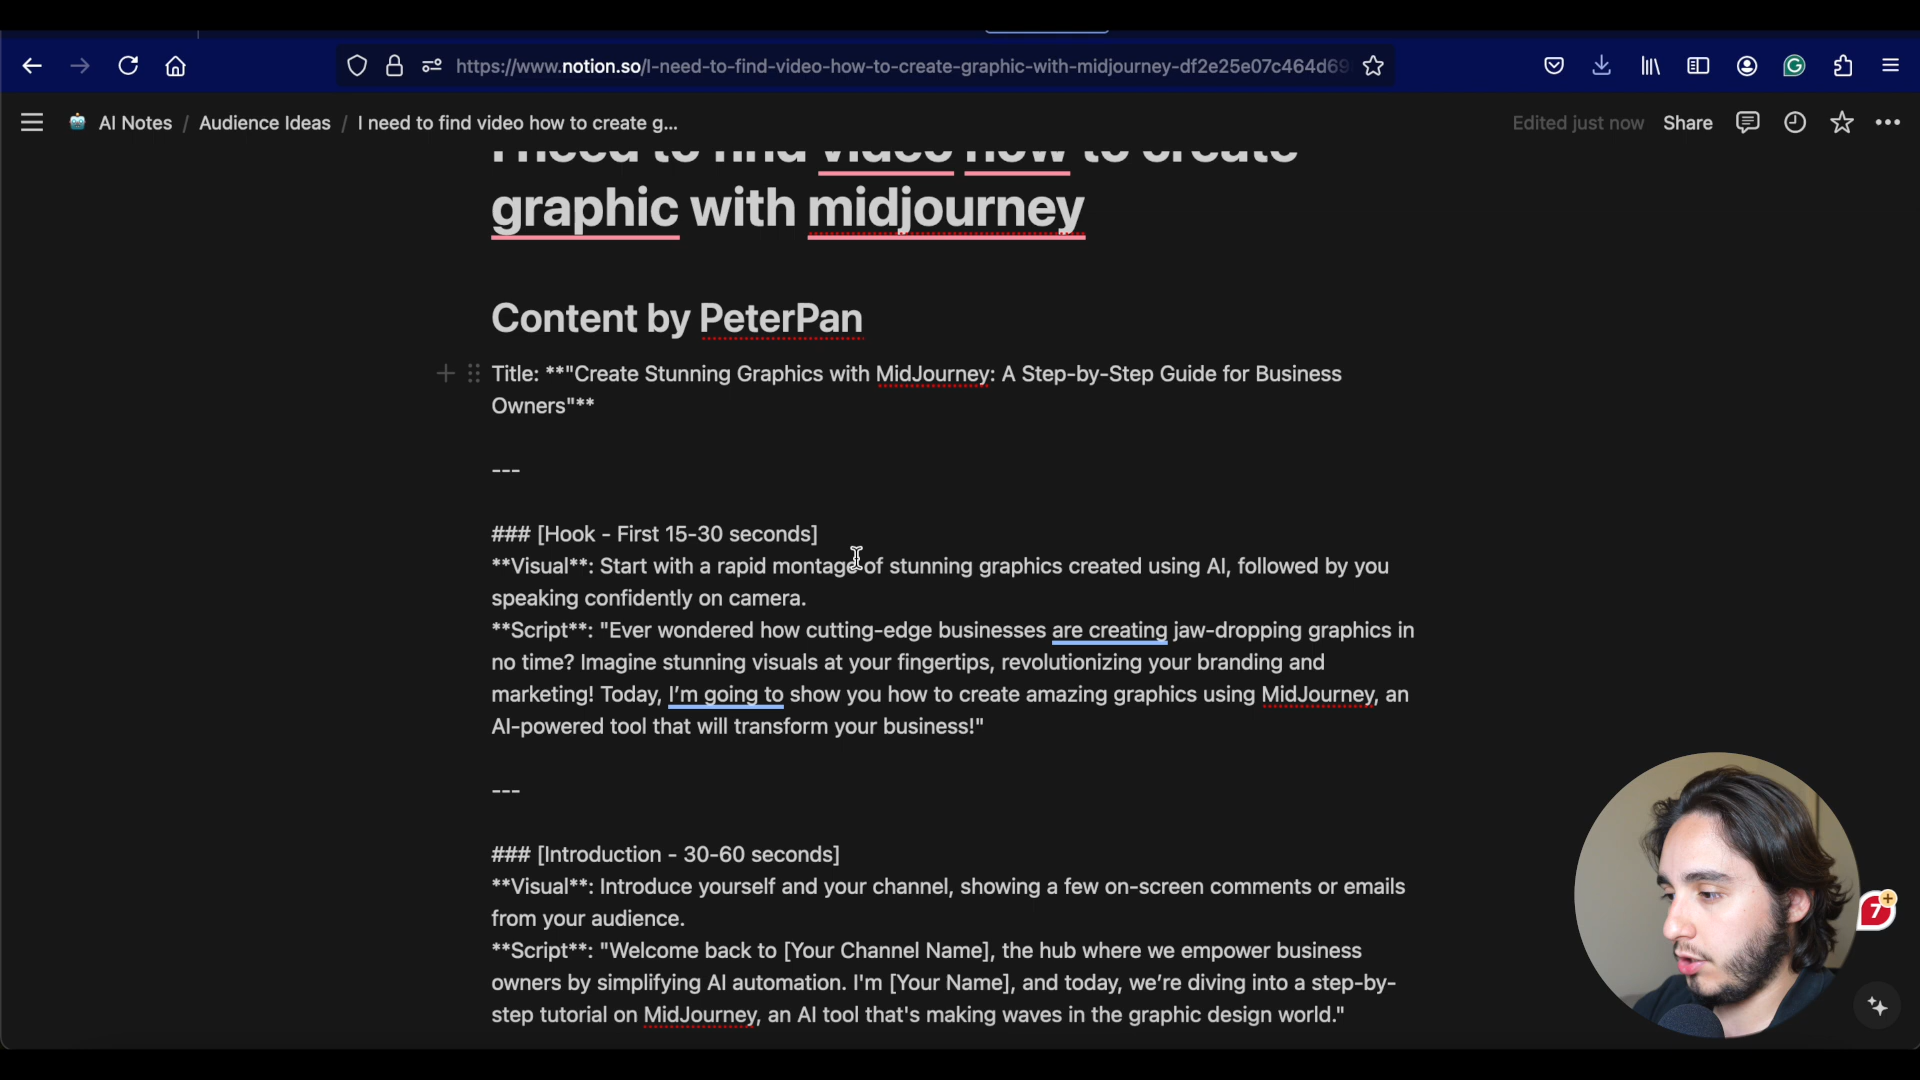 https://www.notion.so/I-need-to-find-video-how-to-create-graphic-with-midjourney-df2e25e07c464d69
AI Notes / Audience Ideas / I need to find video how to create g...
Edited just now Share
I need to find video how to create
graphic with midjourney
Content by PeterPan
Title: **"Create Stunning Graphics with MidJourney: A Step-by-Step Guide for Business
Owners"**
---
### [Hook - First 15-30 seconds]
**Visual**: Start with a rapid montage of stunning graphics created using AI, followed by you
speaking confidently on camera.
**Script**: "Ever wondered how cutting-edge businesses are creating jaw-dropping graphics in
no time? Imagine stunning visuals at your fingertips, revolutionizing your branding and
marketing! Today, I’m going to show you how to create amazing graphics using MidJourney, an
AI-powered tool that will transform your business!"
---
### [Introduction - 30-60 seconds]
**Visual**: Introduce yourself and your channel, showing a few on-screen comments or emails
from your audience.
**Script**: "Welcome back to [Your Channel Name], the hub where we empower business
owners by simplifying AI automation. I'm [Your Name], and today, we’re diving into a step-by-
step tutorial on MidJourney, an AI tool that's making waves in the graphic design world."
7